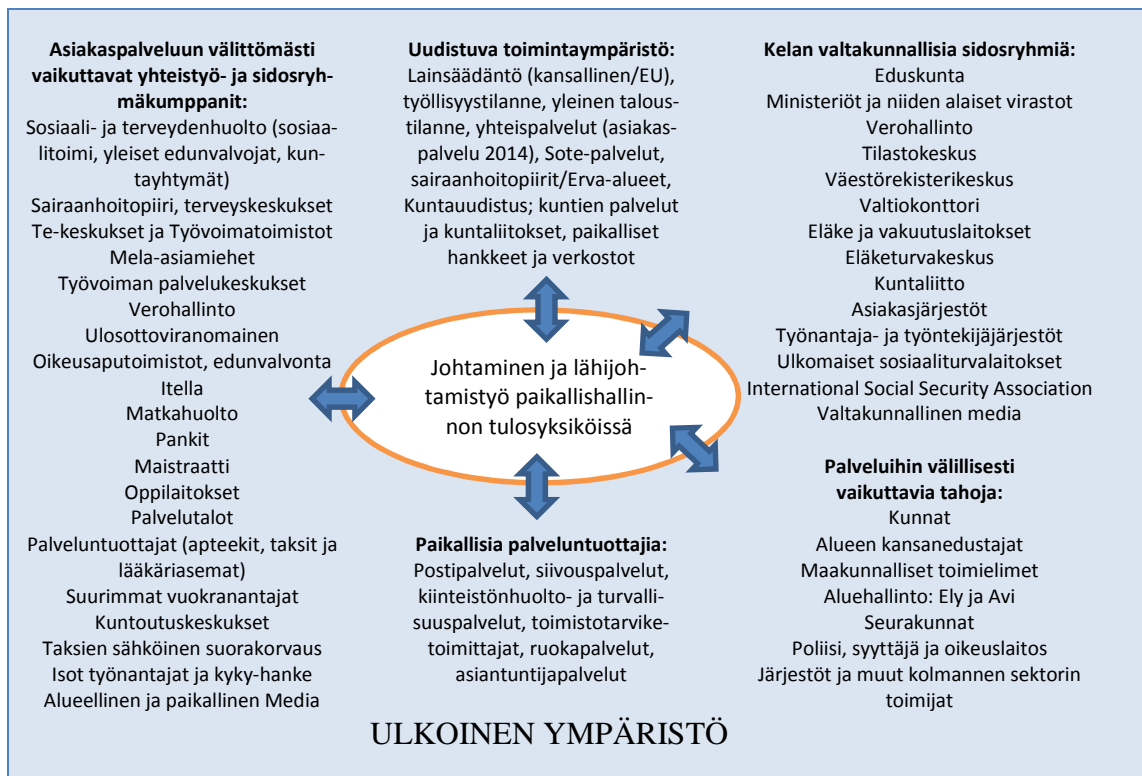 Asiakaspalveluun välittömästi
vaikuttavat yhteistyö- ja sidosryh-
mäkumppanit:
Sosiaali- ja terveydenhuolto (sosiaa-
litoimi, yleiset edunvalvojat, kun-
tayhtymät)
Sairaanhoitopiiri, terveyskeskukset
Te-keskukset ja Työvoimatoimistot
Mela-asiamiehet
Työvoiman palvelukeskukset
Verohallinto
Ulosottoviranomainen
Oikeusaputoimistot, edunvalvonta
Itella
Matkahuolto
Pankit
Maistraatti
Oppilaitokset
Palvelutalot
Palveluntuottajat (apteekit, taksit ja
lääkäriasemat)
Suurimmat vuokranantajat
Kuntoutuskeskukset
Taksien sähköinen suorakorvaus
Isot työnantajat ja kyky-hanke
Alueellinen ja paikallinen Media
Uudistuva toimintaympäristö:
Lainsäädäntö (kansallinen/EU),
työllisyystilanne, yleinen talous-
tilanne, yhteispalvelut (asiakas-
palvelu 2014), Sote-palvelut,
sairaanhoitopiirit/Erva-alueet,
Kuntauudistus; kuntien palvelut
ja kuntaliitokset, paikalliset
hankkeet ja verkostot
Johtaminen ja lähijoh-
tamistyö paikallishallin-
non tulosyksiköissä
Paikallisia palveluntuottajia:
Postipalvelut, siivouspalvelut,
kiinteistönhuolto- ja turvalli-
suuspalvelut, toimistotarvike-
toimittajat, ruokapalvelut,
asiantuntijapalvelut
Kelan valtakunnallisia sidosryhmiä:
Eduskunta
Ministeriöt ja niiden alaiset virastot
Verohallinto
Tilastokeskus
Väestörekisterikeskus
Valtiokonttori
Eläke ja vakuutuslaitokset
Eläketurvakeskus
Kuntaliitto
Asiakasjärjestöt
Työnantaja- ja työntekijäjärjestöt
Ulkomaiset sosiaaliturvalaitokset
International Social Security Association
Valtakunnallinen media
Palveluihin välillisesti
vaikuttavia tahoja:
Kunnat
Alueen kansanedustajat
Maakunnalliset toimielimet
Aluehallinto: Ely ja Avi
Seurakunnat
Poliisi, syyttäjä ja oikeuslaitos
Järjestöt ja muut kolmannen sektorin
toimijat
ULKOINEN YMPÄRISTÖ